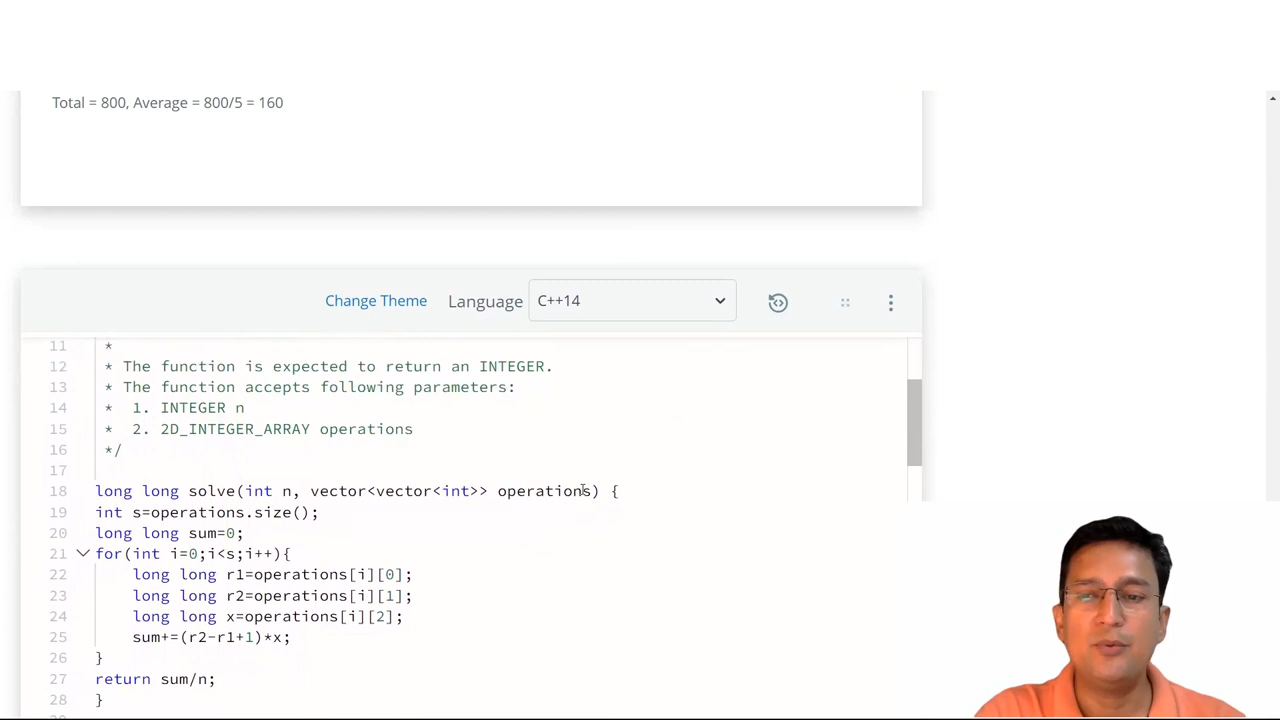 Total = 800, Average = 800/5 = 160
Change Theme Language C++14
11 *
12 * The function is expected to return an INTEGER.
13 * The function accepts following parameters:
14 *  1. INTEGER n
15 *  2. 2D_INTEGER_ARRAY operations
16 */
17
18 long long solve(int n, vector<vector<int>> operations) {
19 int s=operations.size();
20 long long sum=0;
21 for(int i=0;i<s;i++){
22     long long r1=operations[i][0];
23     long long r2=operations[i][1];
24     long long x=operations[i][2];
25     sum+=(r2-r1+1)*x;
26 }
27 return sum/n;
28 }